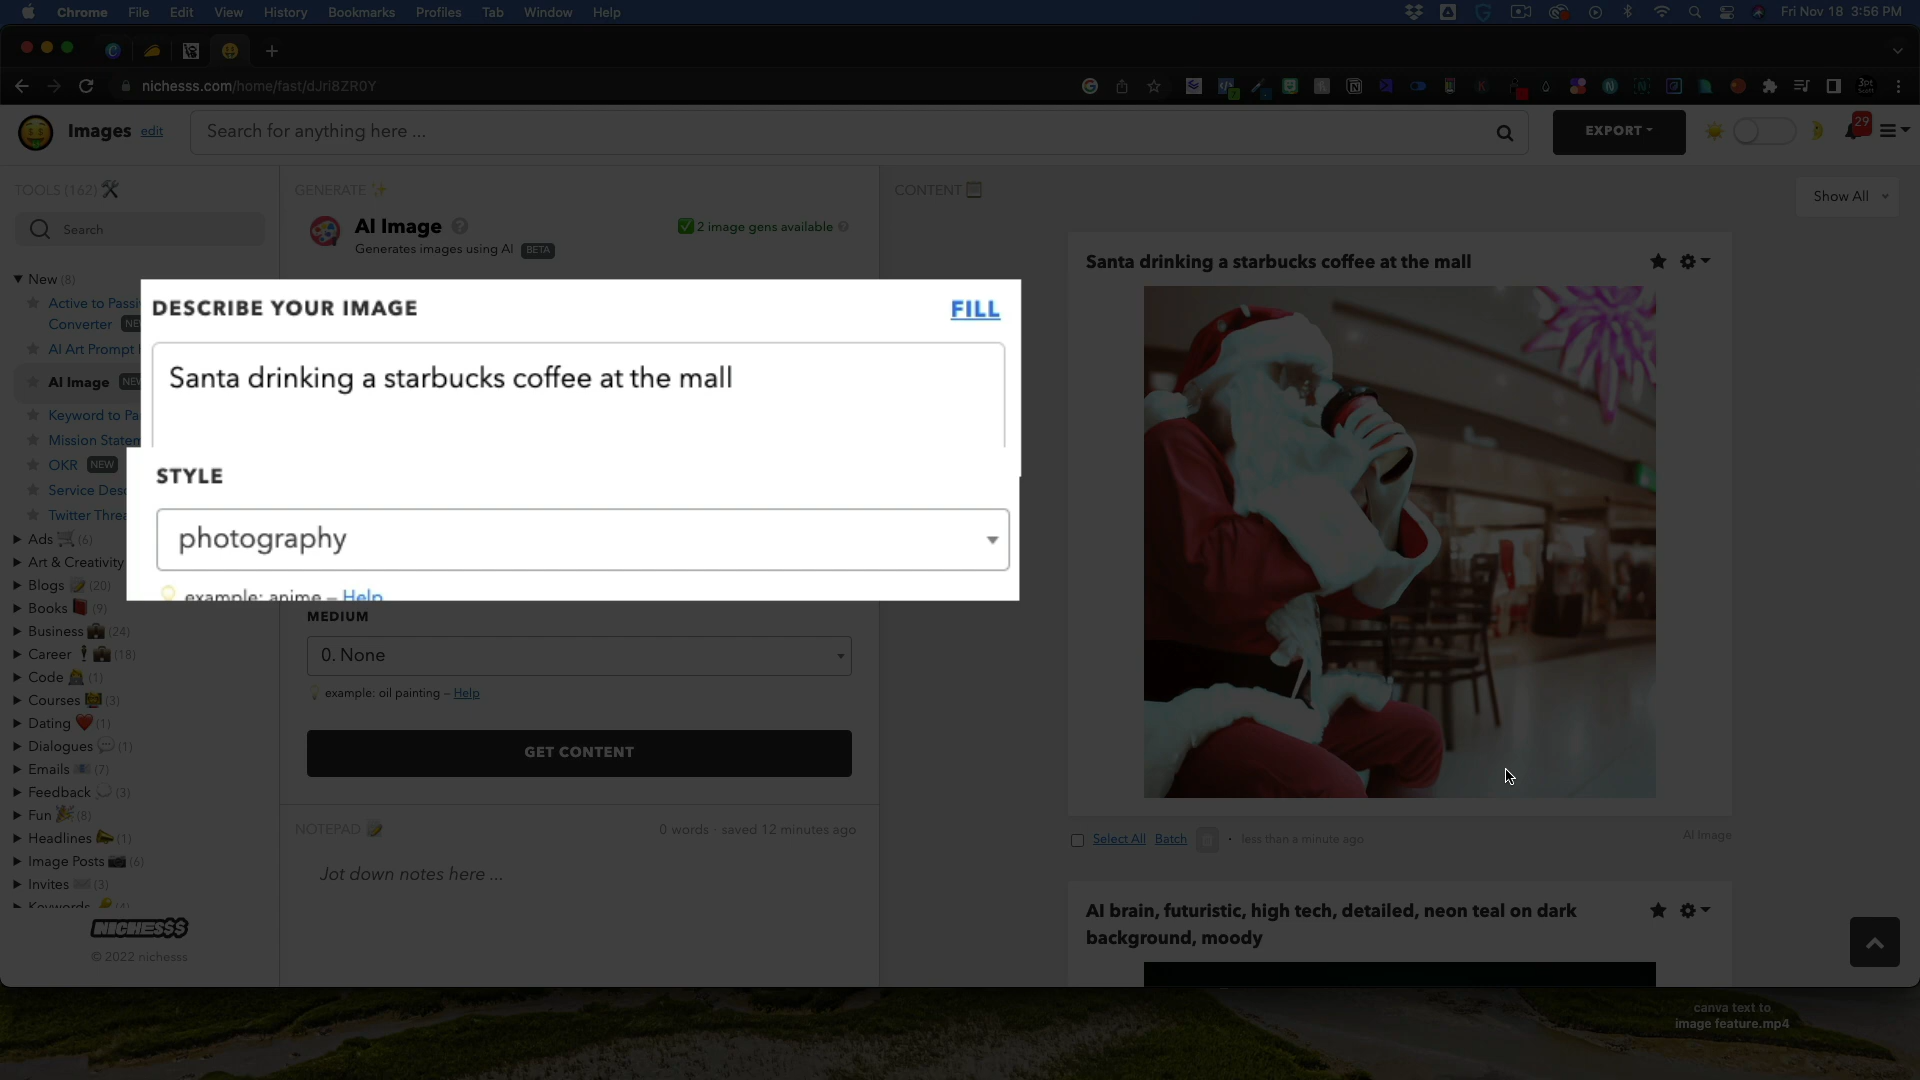 Chrome File Edit View History Bookmarks Profiles Tab Window Help
Fri Nov 18 3:56 PM
nichesss.com/home/fast/dJri8ZR0Y
Images edit
Search for anything here ...
EXPORT
29
TOOLS (162)
Search
New (8)
Active to Passi
Converter
AI Art Prompt
AI Image
Keyword to Pa
Mission Statem
OKR NEW
Service Desc
Twitter Threa
Ads (6)
Art & Creativity
Blogs (20)
Books (9)
Business (24)
Career (18)
Code (1)
Courses (3)
Dating (1)
Dialogues (1)
Emails (7)
Feedback (3)
Fun (8)
Headlines (1)
Image Posts (6)
Invites (3)
Keywords (4)
NICHESSS
© 2022 nichesss
GENERATE
AI Image
2 image gens available
Generates images using AI BETA
DESCRIBE YOUR IMAGE
FILL
Santa drinking a starbucks coffee at the mall
STYLE
photography
example: anime – Help
MEDIUM
0. None
example: oil painting – Help
GET CONTENT
NOTEPAD
0 words · saved 12 minutes ago
Jot down notes here ...
CONTENT
Show All
Santa drinking a starbucks coffee at the mall
Select All Batch · less than a minute ago
AI Image
AI brain, futuristic, high tech, detailed, neon teal on dark
background, moody
canva text to
image feature.mp4